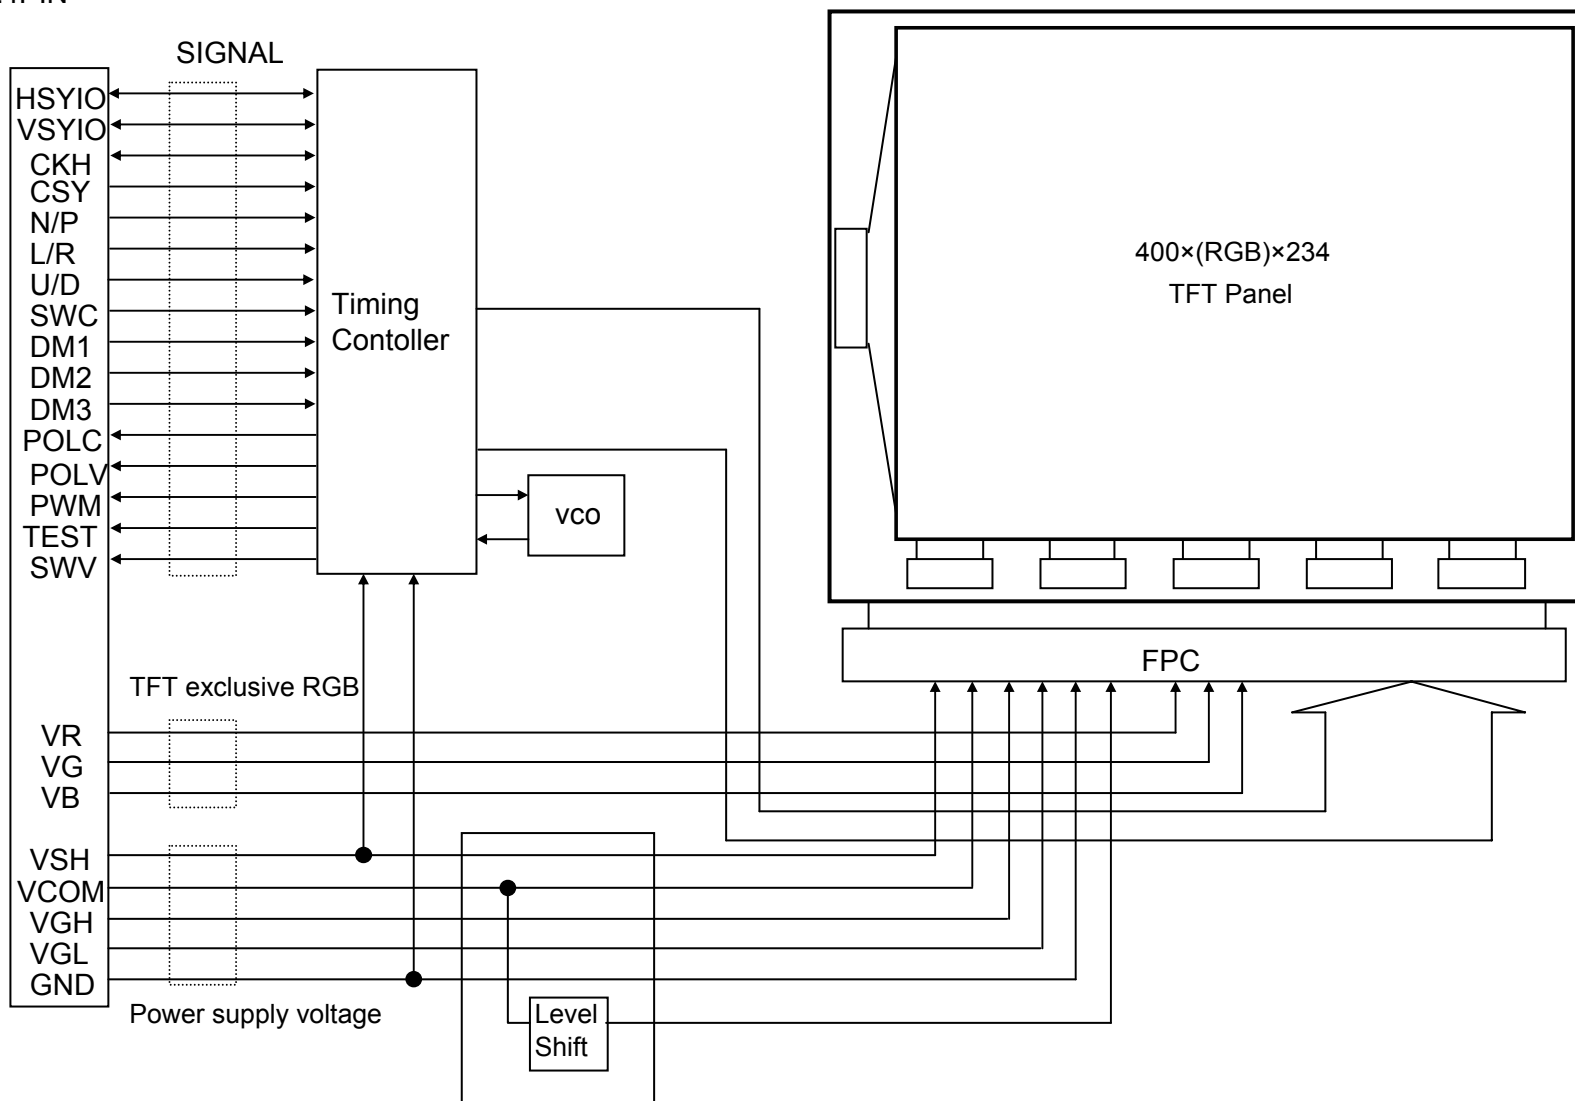 SIGNAL
HSYIO
VSYIO
CKH
CSY
N/P
L/R
U/D
SWC
DM1
DM2
DM3
POLC
POLV
PWM
TEST
SWV
Timing
Contoller
vco
400×(RGB)×234
TFT Panel
FPC
TFT exclusive RGB
VR
VG
VB
VSH
VCOM
VGH
VGL
GND
Power supply voltage
Level
Shift